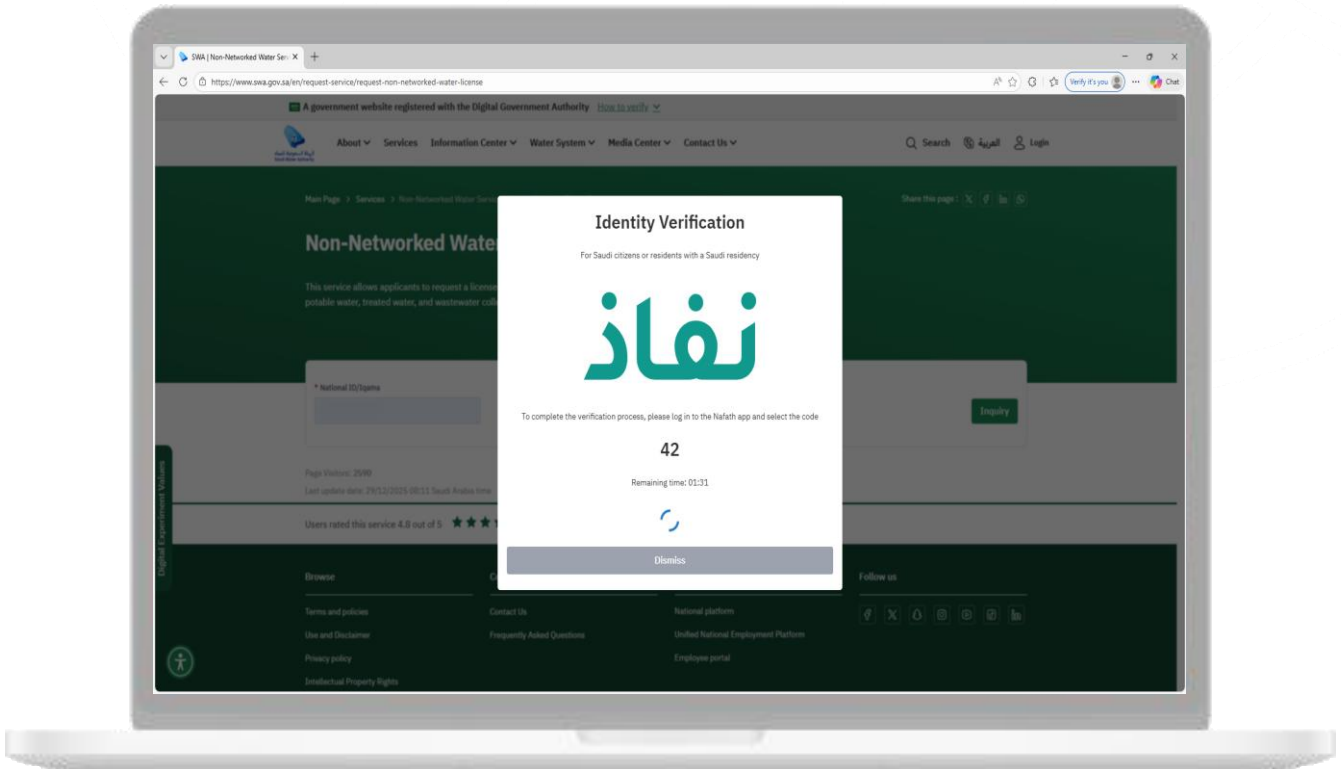 SWA | Non-Networked Water Serv
https://www.swa.gov.sa/en/request-service/request-non-networked-water-license
Verify it's you
Chat
A government website registered with the Digital Government Authority How to verify
About Services Information Center Water System Media Center Contact Us
Search العربية Login
Main Page > Services > Non-Networked Water Serv
Share this page :
Non-Networked Wate
This service allows applicants to request a license
potable water, treated water, and wastewater coll
* National ID/Iqama
Inquiry
Identity Verification
For Saudi citizens or residents with a Saudi residency
نفاذ
To complete the verification process, please log in to the Nafath app and select the code
42
Remaining time: 01:31
Dismiss
Page Visitors: 2590
Last update date: 29/12/2025 08:11 Saudi Arabia time
Users rated this service 4.8 out of 5
Digital Experiment Values
Browse
Follow us
Terms and policies
Contact Us
National platform
Use and Disclaimer
Frequently Asked Questions
Unified National Employment Platform
Privacy policy
Employee portal
Intellectual Property Rights